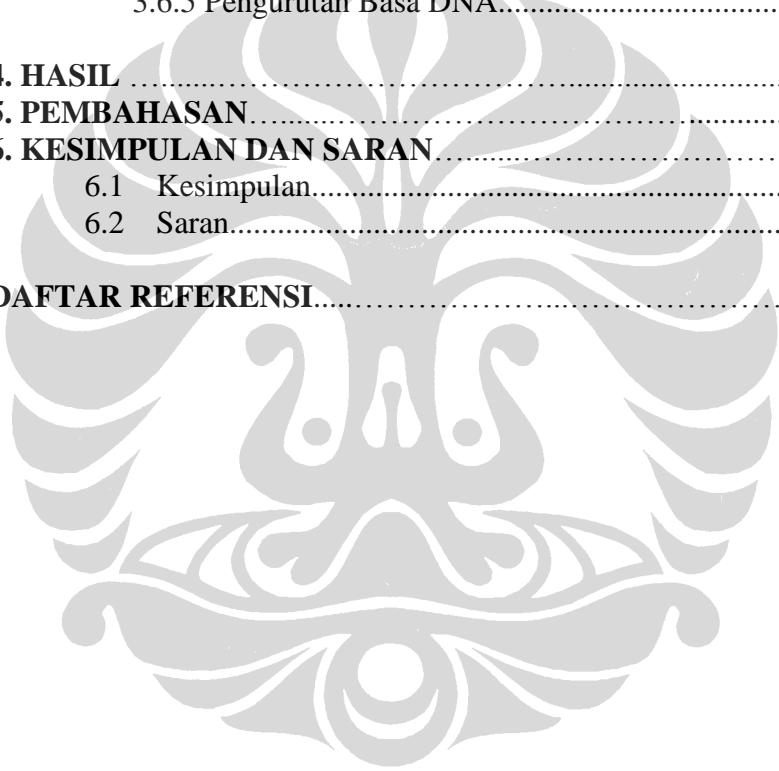 3.6.5 Pengurutan Basa DNA..............................
4. HASIL …......…………………………………...........................
5. PEMBAHASAN…......…………………………………..............
6. KESIMPULAN DAN SARAN….......………………………
6.1 Kesimpulan..........................................................
6.2 Saran.....................................................................
DAFTAR REFERENSI.....………………....……………………